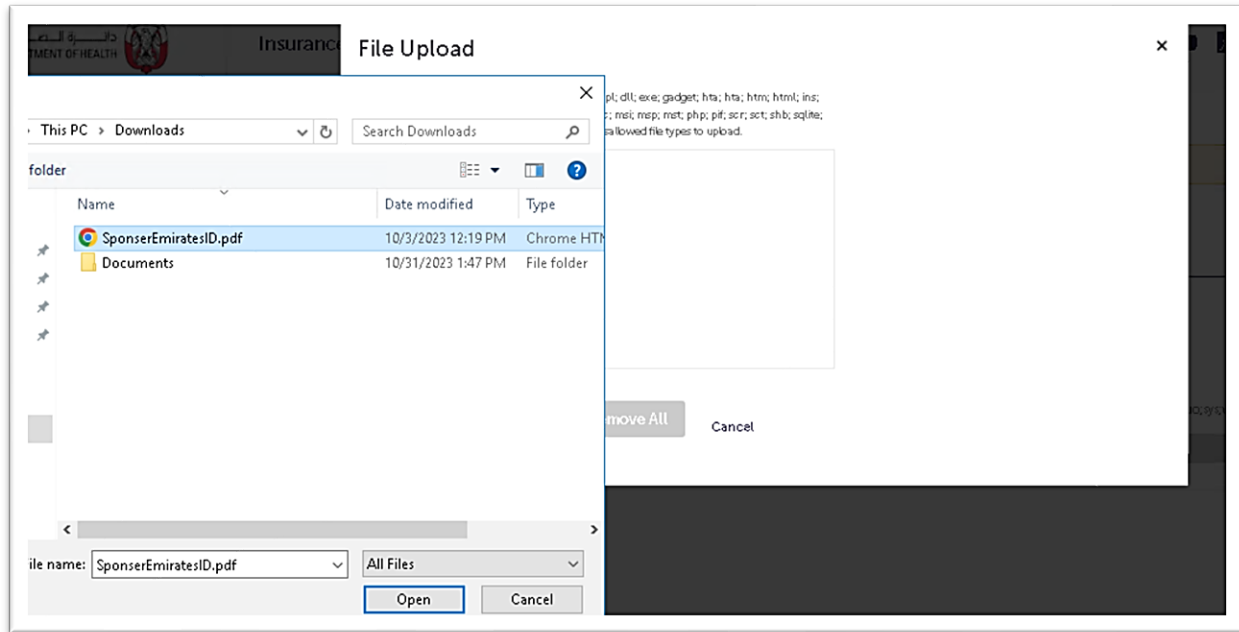 دائرة الصحة
TMENT OF HEALTH
Insurance
File Upload
pl; dll; exe; gadget; hta; hta; htm; html; ins;
; msi; msp; mst; php; pif; scr; sct; shb; sqlite;
allowed file types to upload.
This PC > Downloads
Search Downloads
folder
Name Date modified Type
SponserEmiratesID.pdf 10/3/2023 12:19 PM Chrome HTM
Documents 10/31/2023 1:47 PM File folder
move All
Cancel
ile name: SponserEmiratesID.pdf All Files
Open Cancel